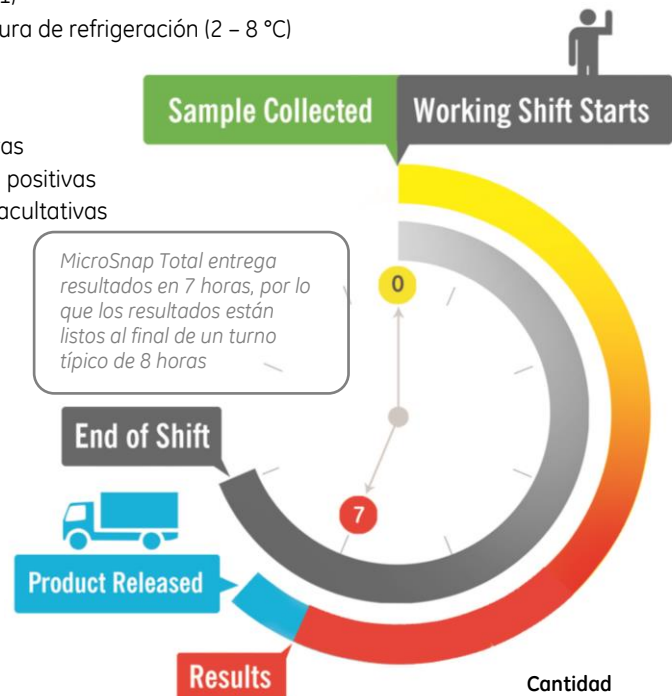 ura de refrigeración (2 – 8 °C)
Sample Collected
Working Shift Starts
as
positivas
acultativas
MicroSnap Total entrega
resultados en 7 horas, por lo
que los resultados están
listos al final de un turno
típico de 8 horas
0
End of Shift
7
Product Released
Results
Cantidad